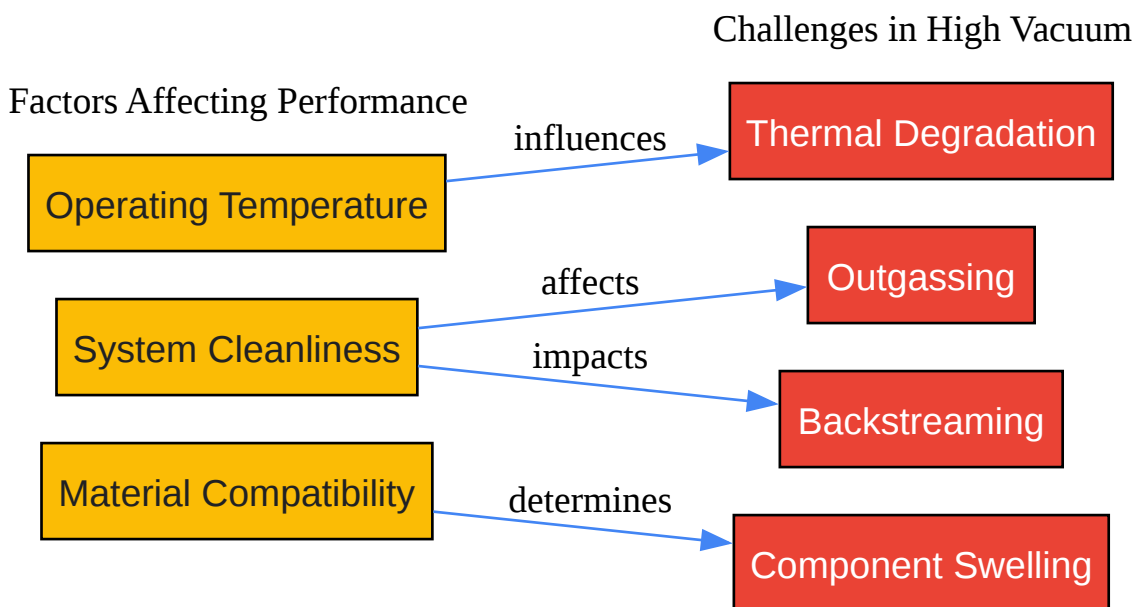 Challenges in High Vacuum
Factors Affecting Performance
influences
Thermal Degradation
Operating Temperature
affects
Outgassing
System Cleanliness
impacts
Backstreaming
Material Compatibility
determines
Component Swelling